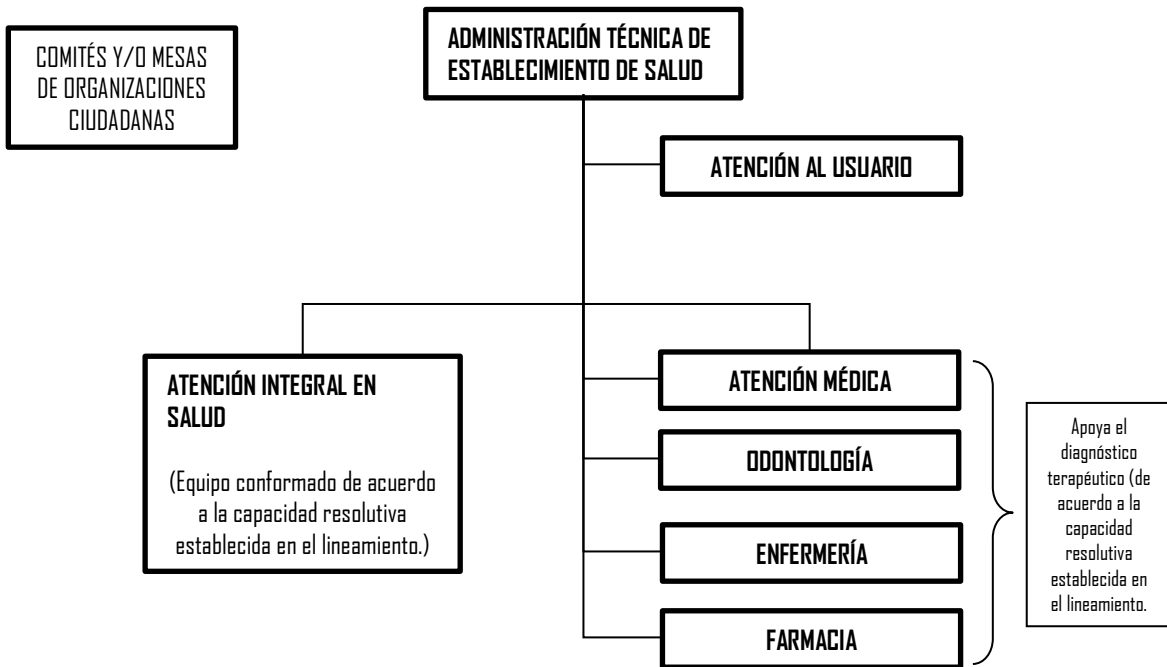 COMITÉS Y/O MESAS
DE ORGANIZACIONES
CIUDADANAS
ADMINISTRACIÓN TÉCNICA DE
ESTABLECIMIENTO DE SALUD
ATENCIÓN AL USUARIO
ATENCIÓN INTEGRAL EN
SALUD
(Equipo conformado de acuerdo
a la capacidad resolutiva
establecida en el lineamiento.)
ATENCIÓN MÉDICA
ODONTOLOGÍA
ENFERMERÍA
FARMACIA
Apoya el
diagnóstico
terapéutico (de
acuerdo a la
capacidad
resolutiva
establecida en
el lineamiento.